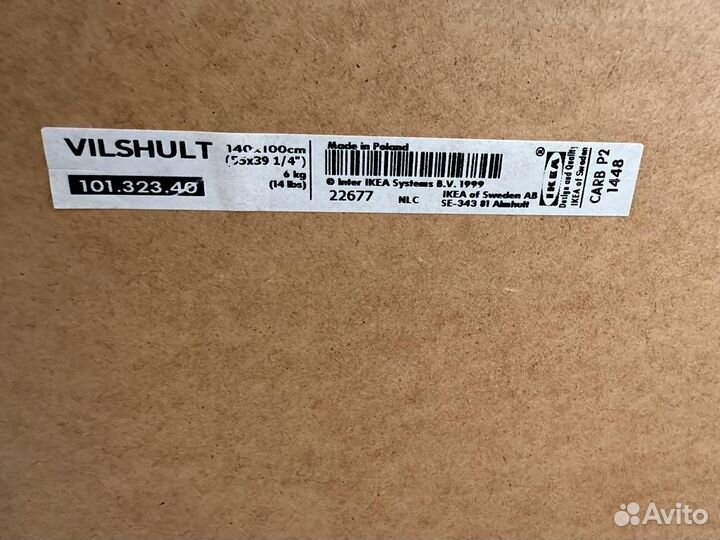 VILSHULT
101.323.40
140x100cm
(55x39 1/4")
6 kg
(14 lbs)
Made in Poland
© Inter IKEA Systems B.V. 1999
22677 NLC
IKEA of Sweden AB
SE-343 81 Älmhult
®
IKEA
Design and Quality
IKEA of Sweden
CARB P2
1448
Avito